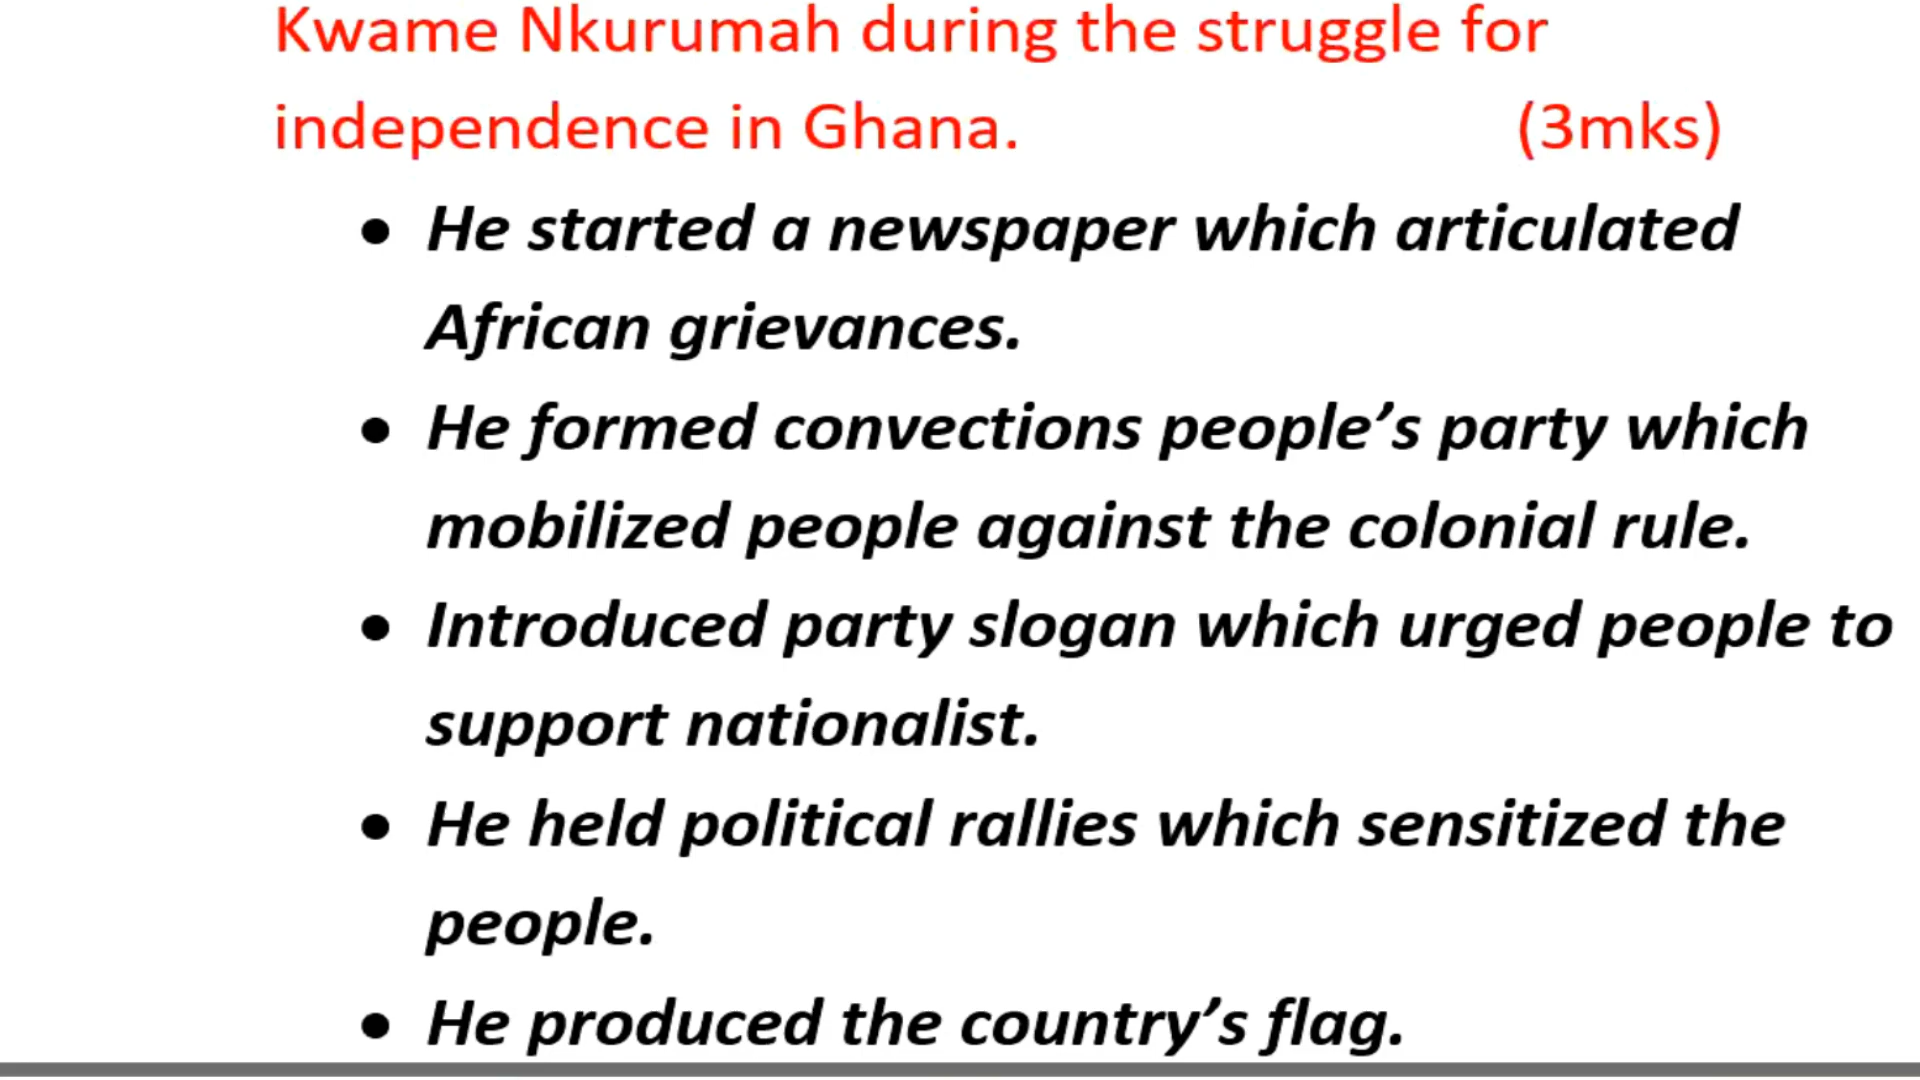 Kwame Nkurumah during the struggle for
independence in Ghana. (3mks)
• He started a newspaper which articulated
African grievances.
• He formed convections people's party which
mobilized people against the colonial rule.
• Introduced party slogan which urged people to
support nationalist.
• He held political rallies which sensitized the
people.
• He produced the country's flag.